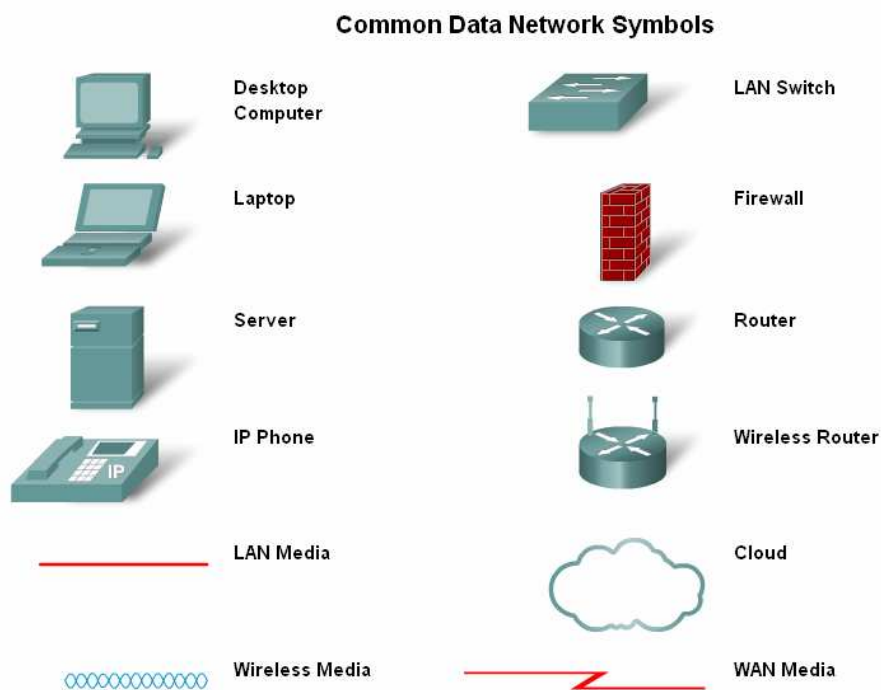 Common Data Network Symbols
Desktop
Computer
LAN Switch
Laptop
Firewall
Server
Router
IP Phone
IP
Wireless Router
LAN Media
Cloud
Wireless Media
WAN Media